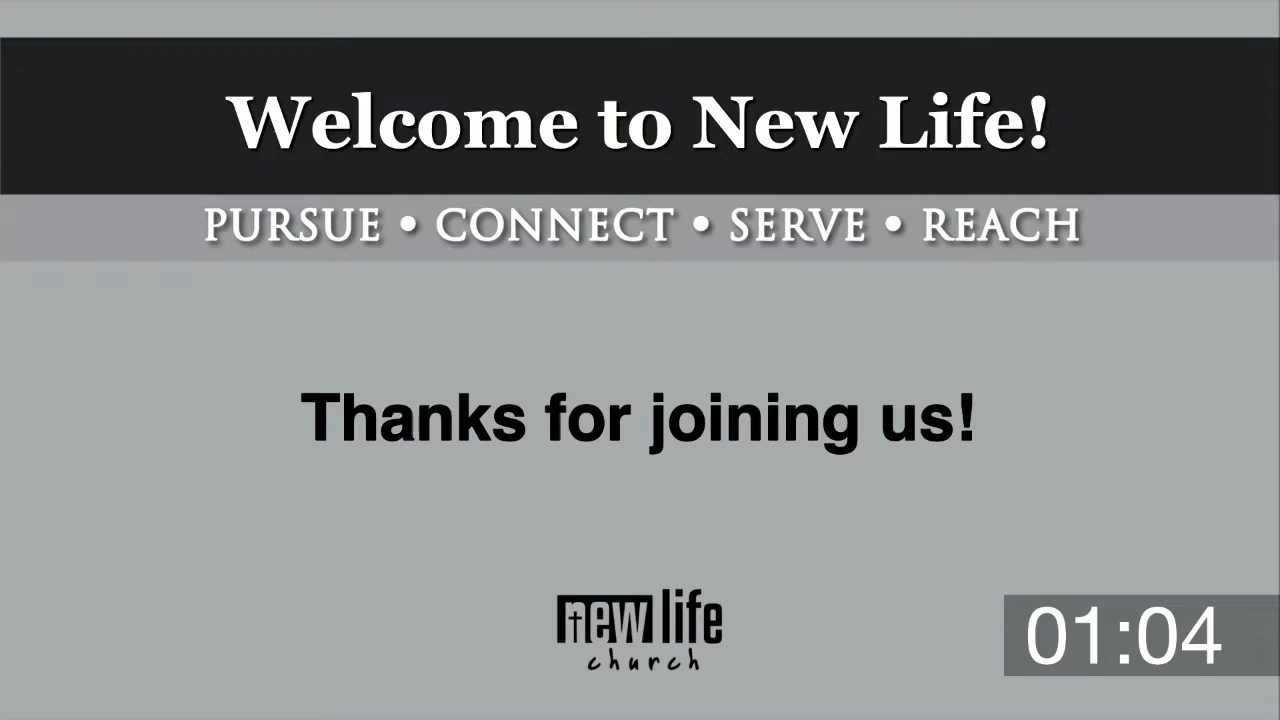 Welcome to New Life!
PURSUE • CONNECT • SERVE • REACH
Thanks for joining us!
new life
church
01:04